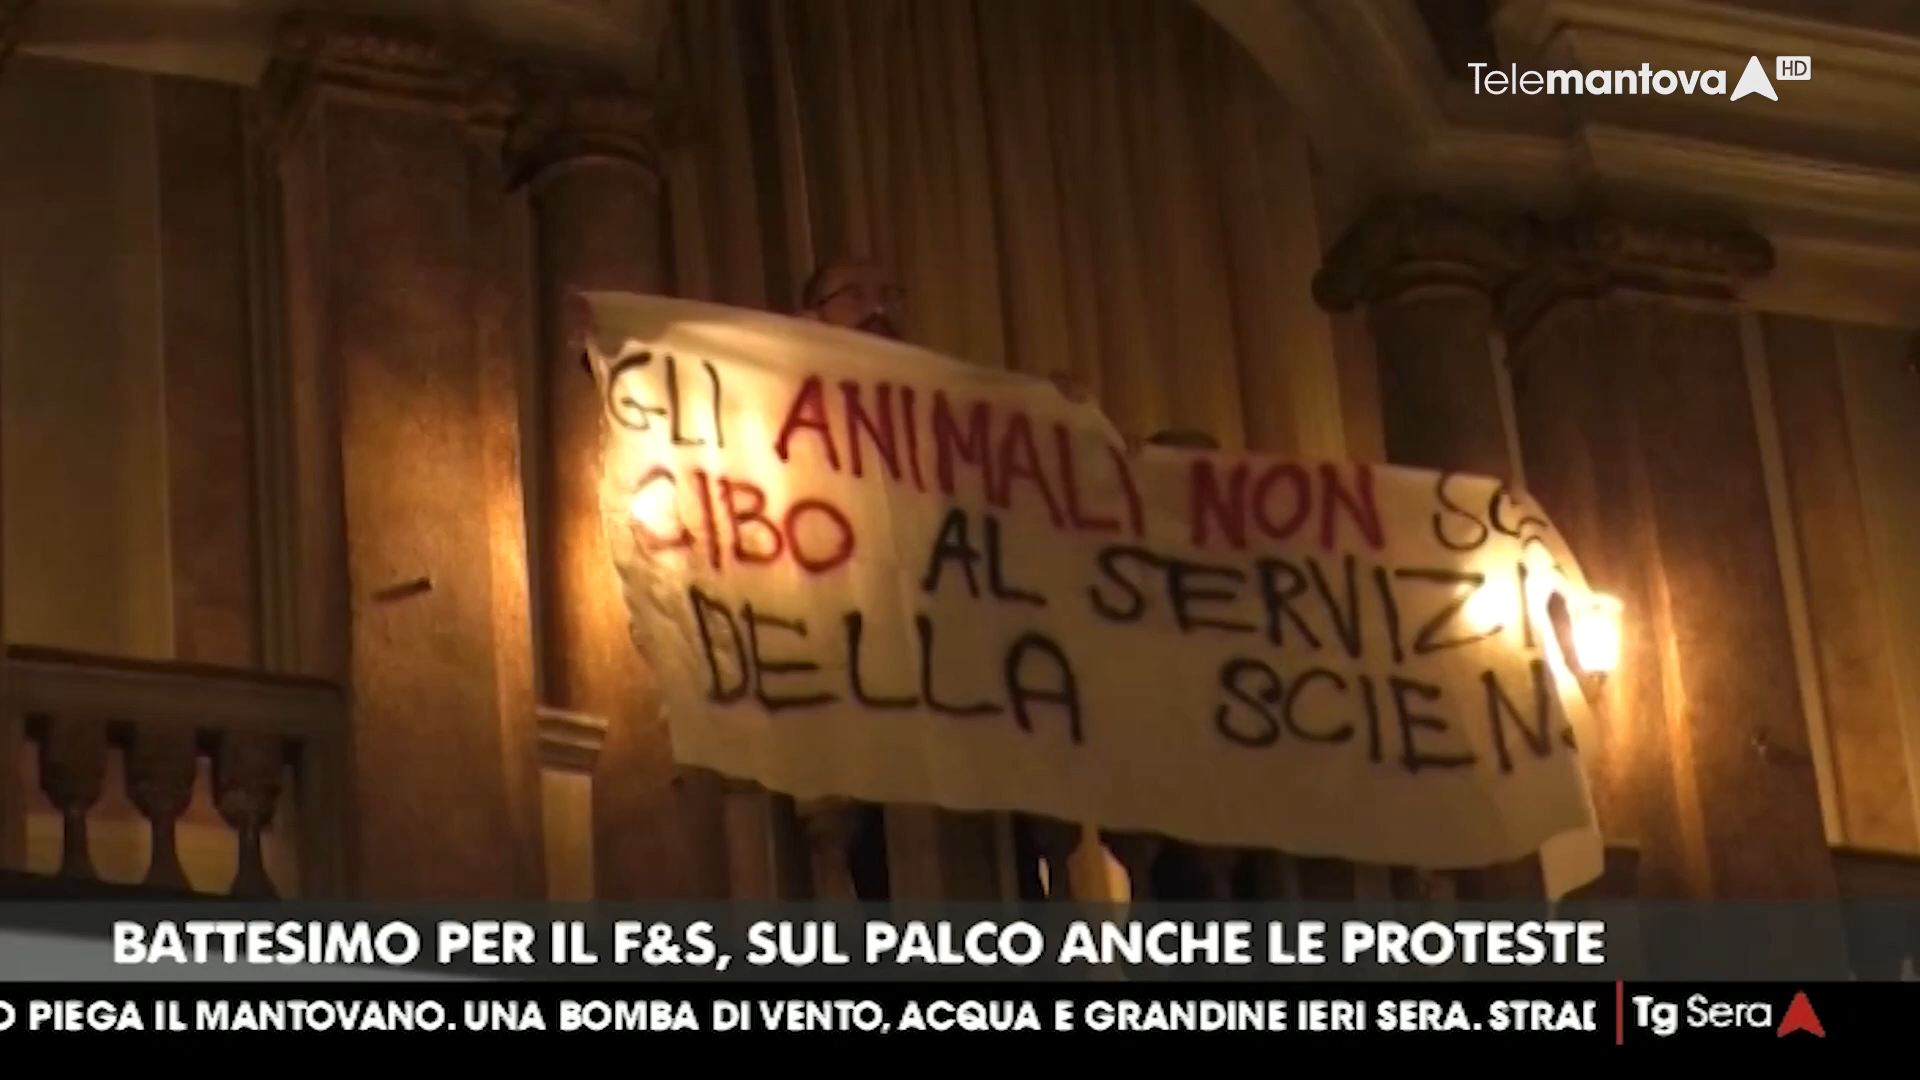 Telemantova HD
GLI ANIMALI NON
CIBO AL SERVIZI
DELLA SCIEN
BATTESIMO PER IL F&S, SUL PALCO ANCHE LE PROTESTE
O PIEGA IL MANTOVANO. UNA BOMBA DI VENTO, ACQUA E GRANDINE IERI SERA. STRAD
Tg Sera